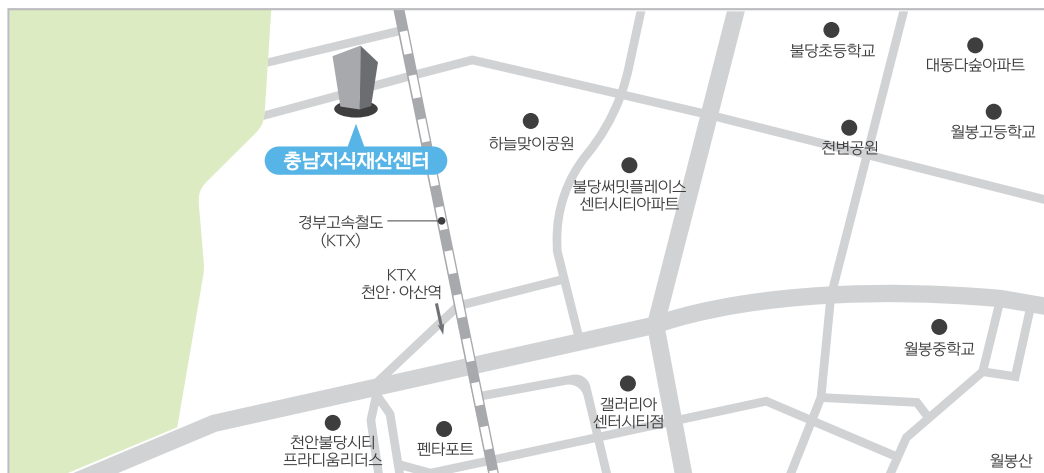 불당초등학교
대동다숲아파트
월봉고등학교
하늘맞이공원
천변공원
충남지식재산센터
불당써밋플레이스
센터시티아파트
경부고속철도
(KTX)
KTX
천안·아산역
월봉중학교
갤러리아
센터시티점
천안불당시티
프라디움리더스
펜타포트
월봉산